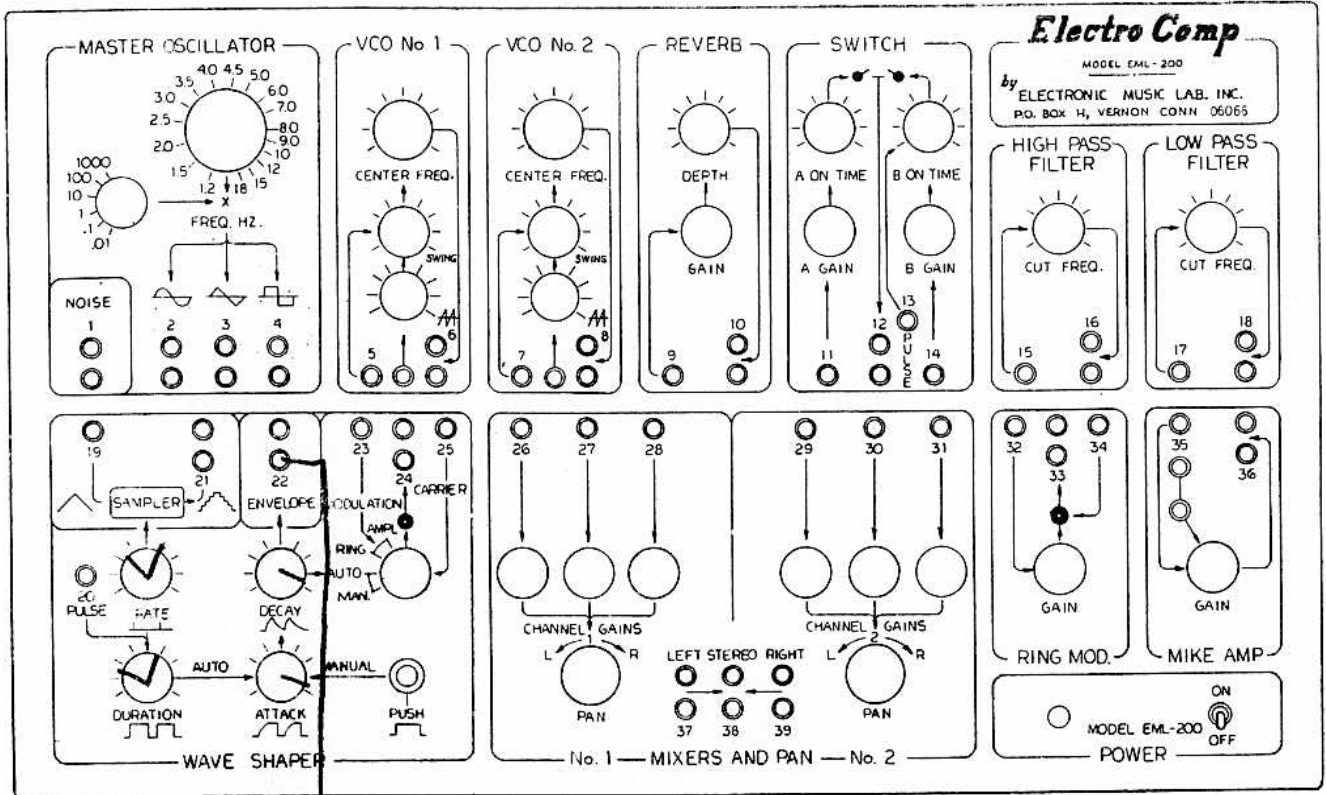 Electro Comp
MODEL EML-200
by ELECTRONIC MUSIC LAB. INC.
P.O. BOX H, VERNON CONN 06066
MASTER OSCILLATOR
4.0 4.5
3.5 5.0
3.0 6.0
7.0
2.5 8.0
9.0
2.0 10
12
1.5 15
1.2 18
1000
100
10
1
.1
.01
X
FREQ. HZ.
NOISE
1
2 3 4
VCO No 1
CENTER FREQ.
SWING
6
5
VCO No. 2
CENTER FREQ.
SWING
8
7
REVERB
DEPTH
GAIN
10
9
SWITCH
A ON TIME B ON TIME
A GAIN B GAIN
13
12
PULSE
11 14
HIGH PASS
FILTER
CUT FREQ.
16
15
LOW PASS
FILTER
CUT FREQ.
18
17
19
21
SAMPLER
22
ENVELOPE
23 24 25
MODULATION
CARRIER
AMPL.
RING
AUTO
MAN.
20
PULSE
RATE
DECAY
AUTO
MANUAL
DURATION
ATTACK
PUSH
WAVE SHAPER
26 27 28
CHANNEL GAINS
1
L R
PAN
29 30 31
CHANNEL GAINS
2
L R
PAN
LEFT STEREO RIGHT
37 38 39
No. 1 — MIXERS AND PAN — No. 2
32 33 34
GAIN
RING MOD.
35 36
GAIN
MIKE AMP
ON
MODEL EML-200
OFF
POWER